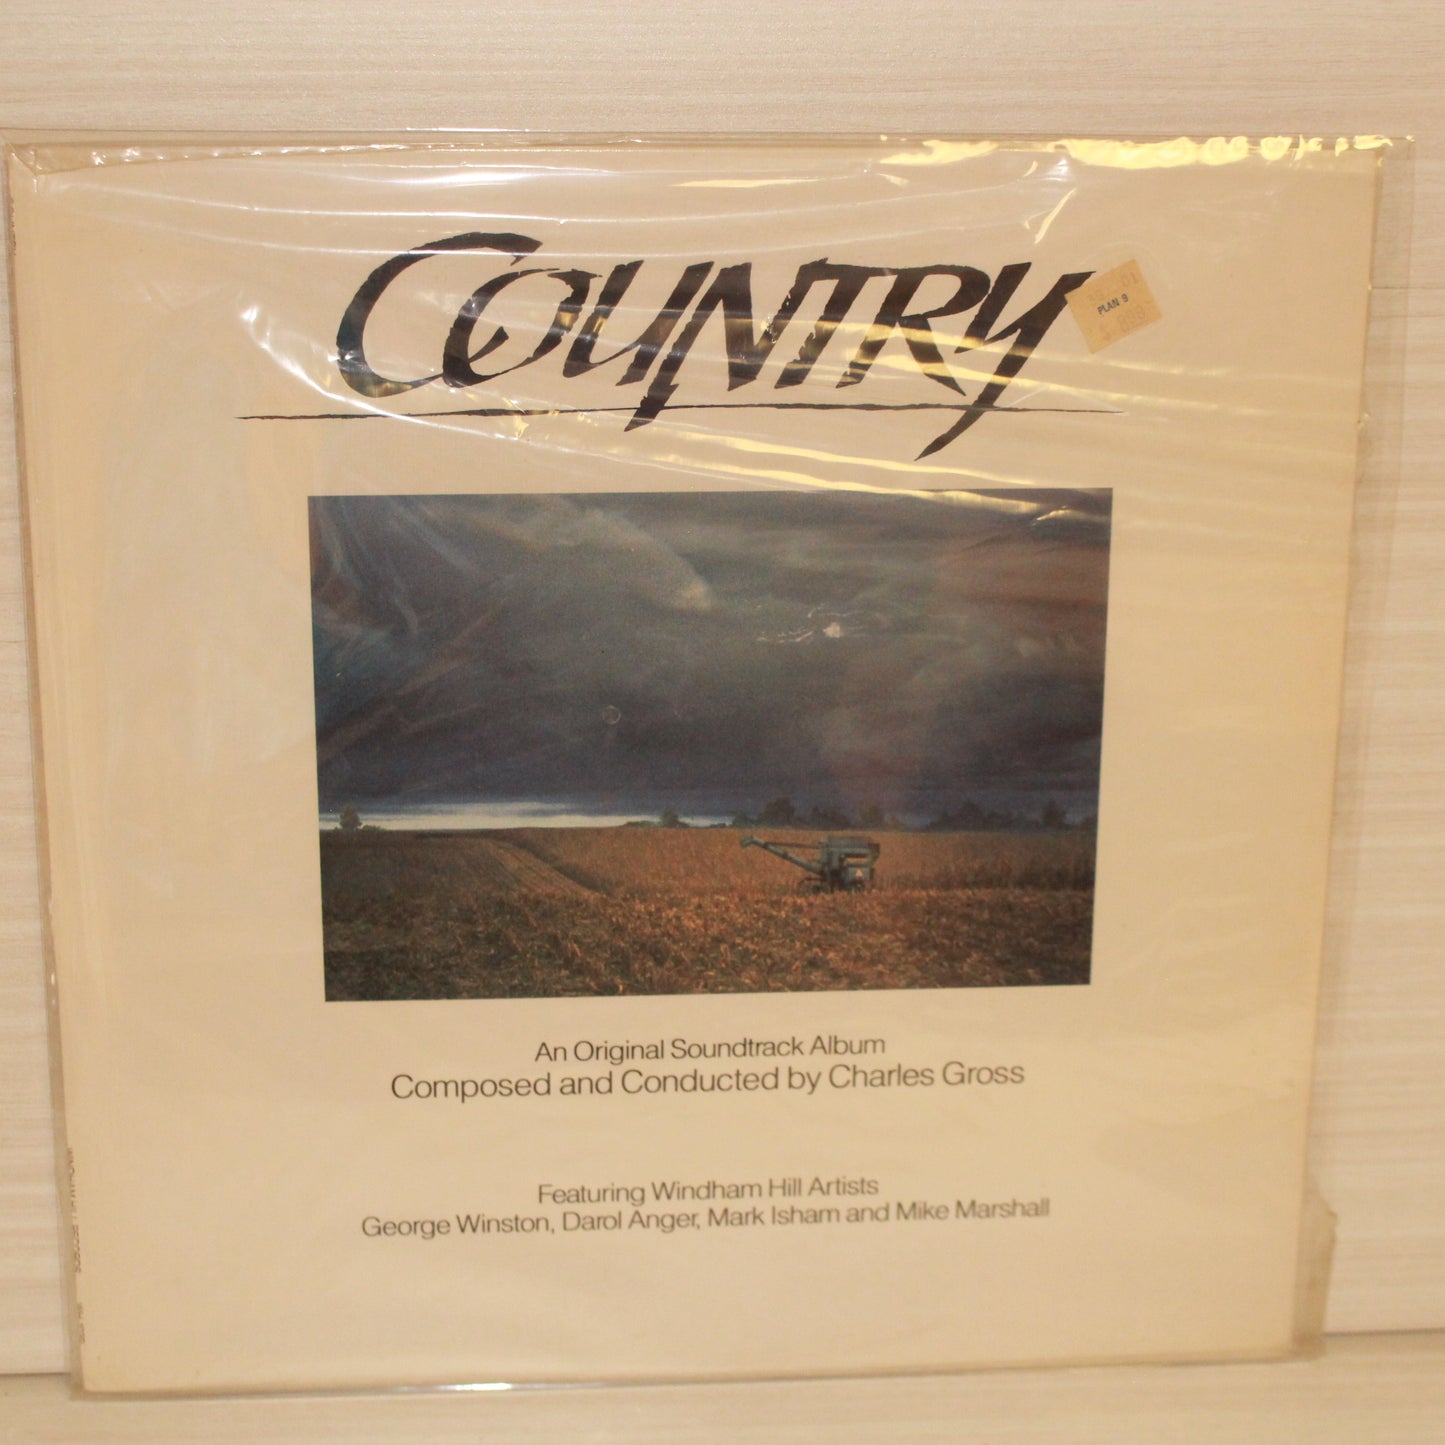 COUNTRY
PLAN 9
An Original Soundtrack Album
Composed and Conducted by Charles Gross
Featuring Windham Hill Artists
George Winston, Darol Anger, Mark Isham and Mike Marshall